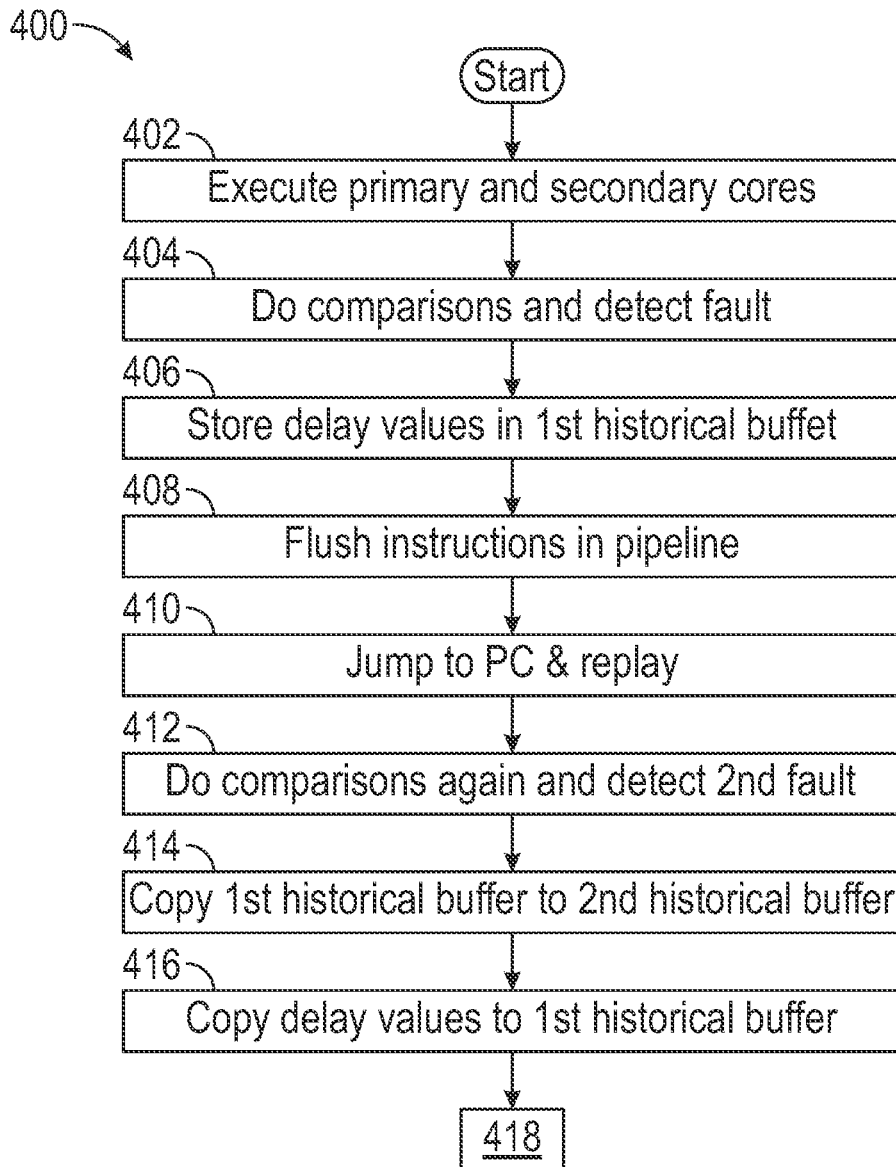 400
Start
402
Execute primary and secondary cores
404
Do comparisons and detect fault
406
Store delay values in 1st historical buffet
408
Flush instructions in pipeline
410
Jump to PC & replay
412
Do comparisons again and detect 2nd fault
414
Copy 1st historical buffer to 2nd historical buffer
416
Copy delay values to 1st historical buffer
418